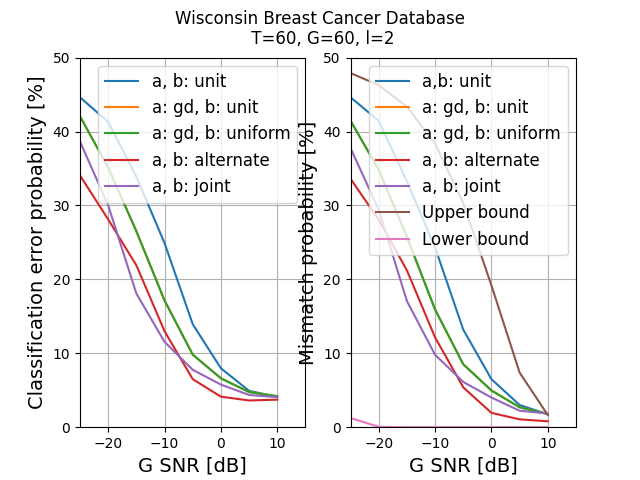 Wisconsin Breast Cancer Database
T=60, G=60, l=2
Classification error probability [%]
50
40
30
20
10
0
−20
−10
0
10
G SNR [dB]
a, b: unit
a: gd, b: unit
a: gd, b: uniform
a, b: alternate
a, b: joint
Mismatch probability [%]
50
40
30
20
10
0
−20
−10
0
10
G SNR [dB]
a,b: unit
a: gd, b: unit
a: gd, b: uniform
a, b: alternate
a, b: joint
Upper bound
Lower bound